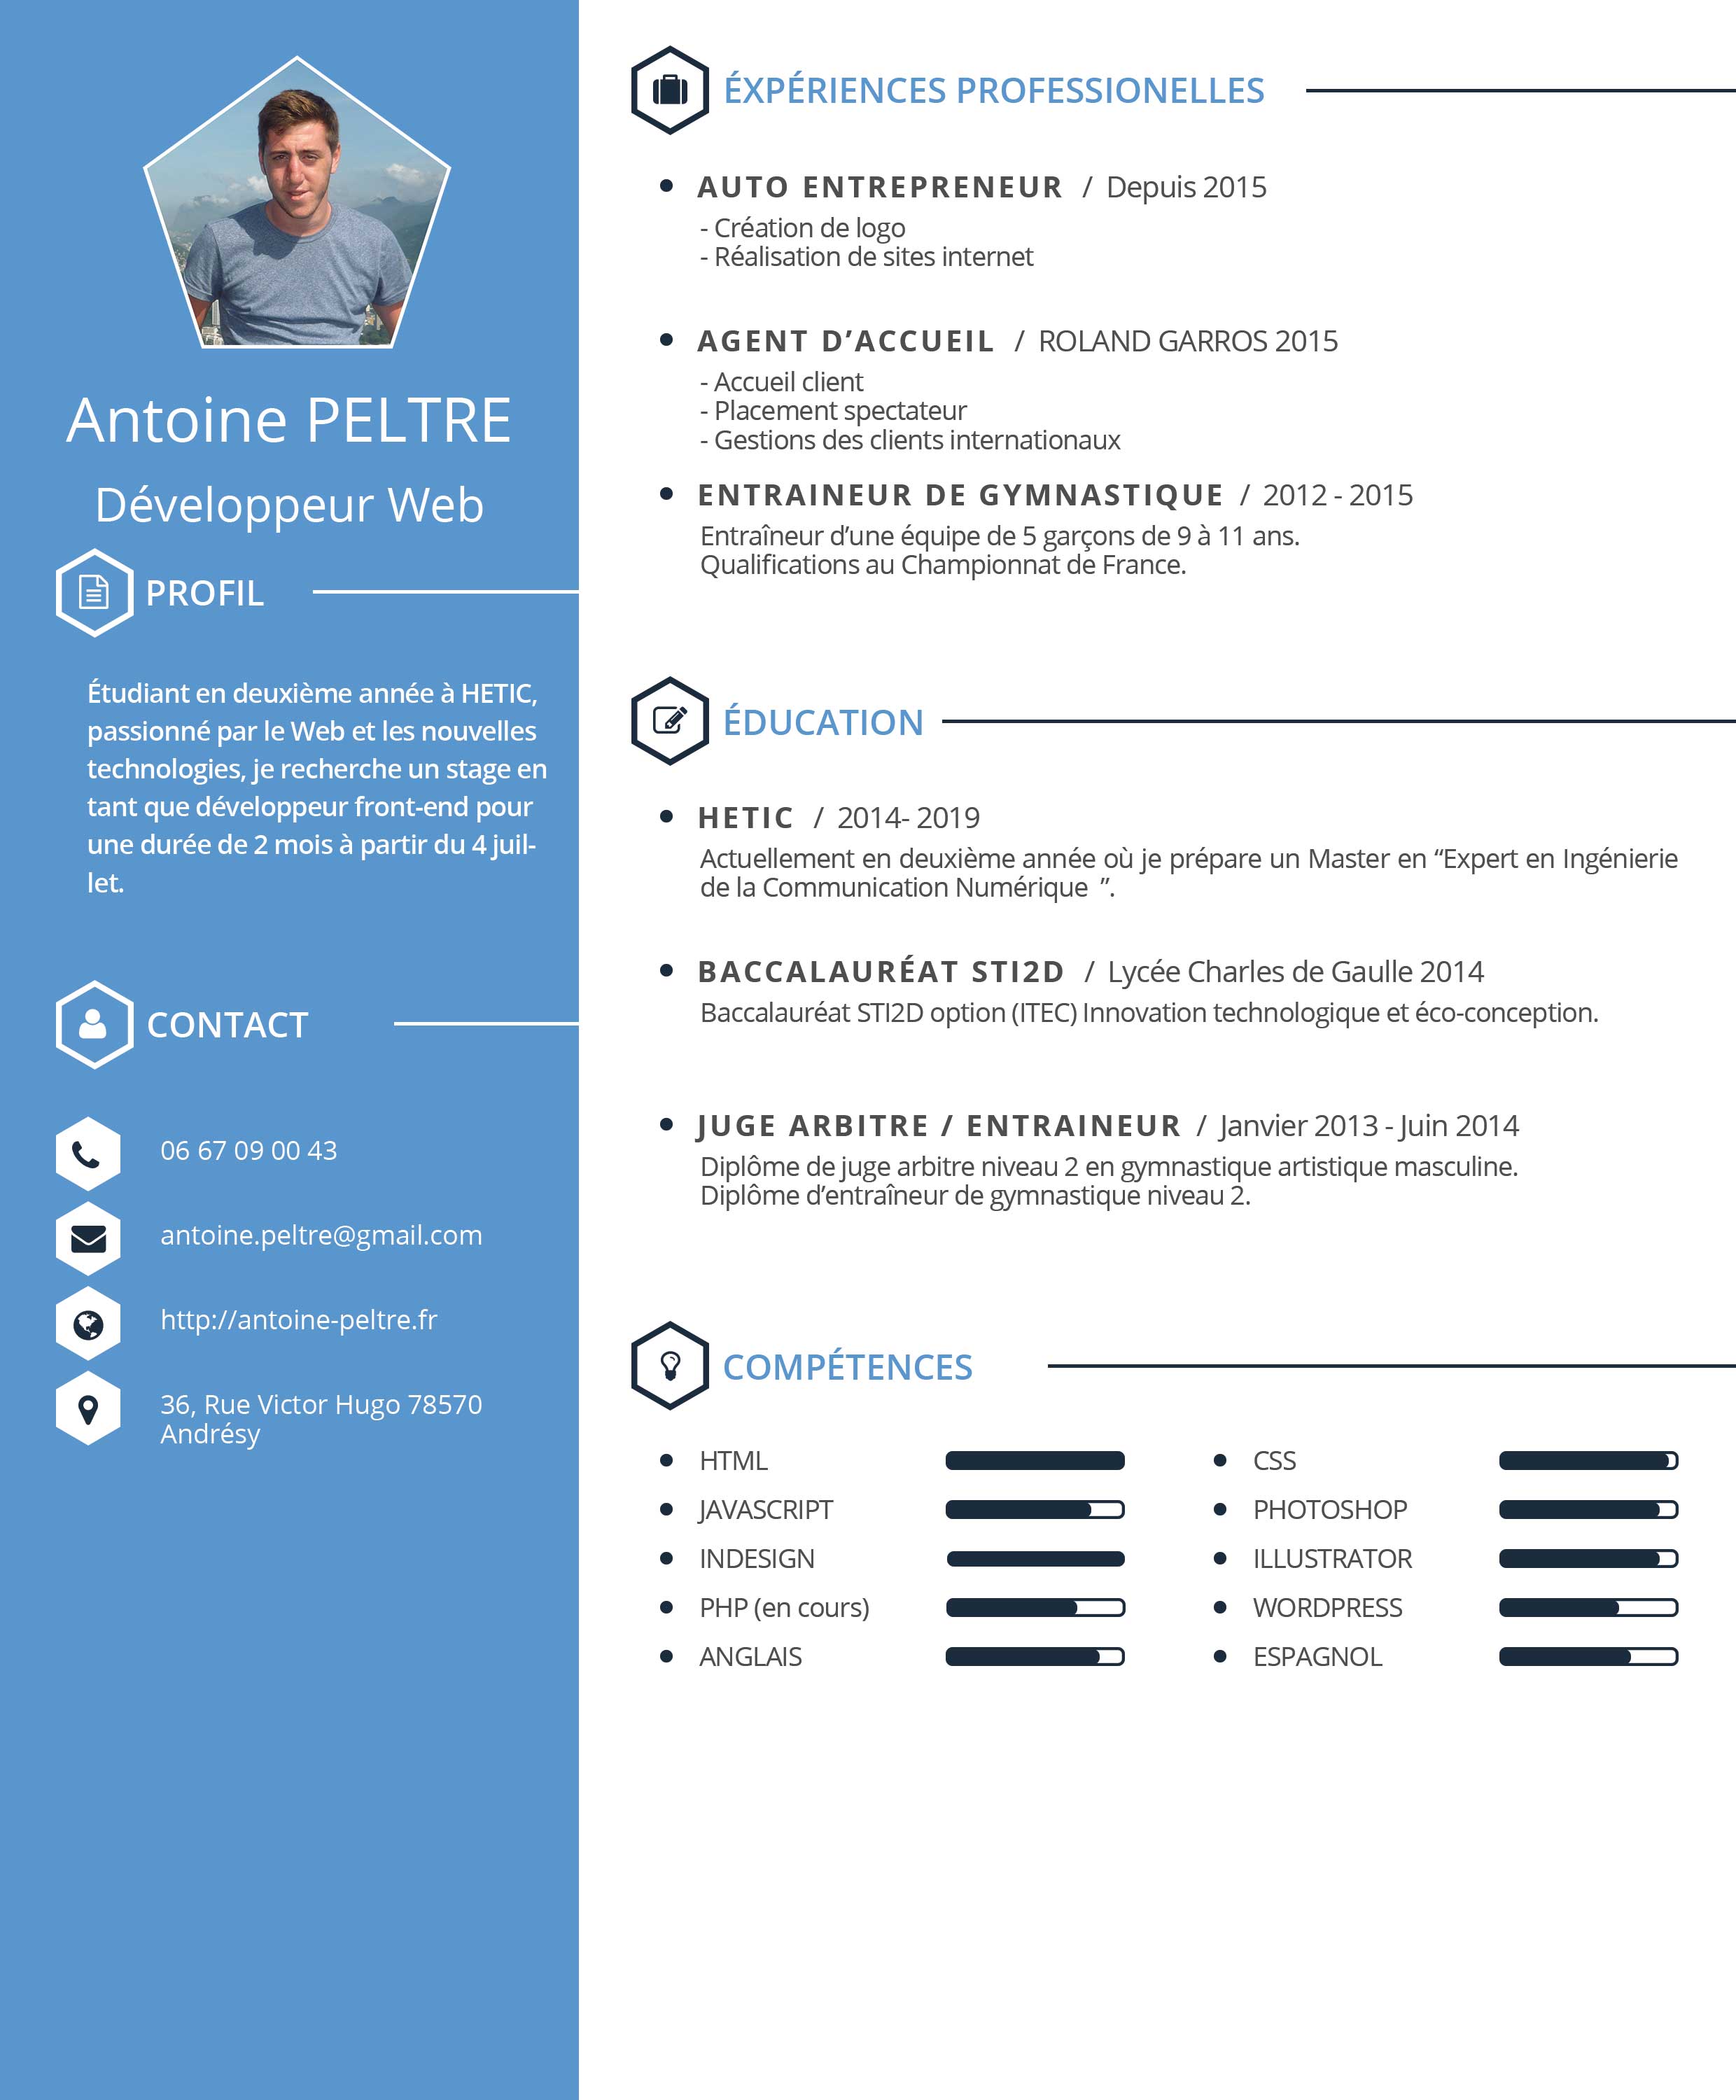 Antoine PELTRE
Développeur Web
PROFIL
Étudiant en deuxième année à HETIC,
passionné par le Web et les nouvelles
technologies, je recherche un stage en
tant que développeur front-end pour
une durée de 2 mois à partir du 4 juil-
let.
CONTACT
06 67 09 00 43
antoine.peltre@gmail.com
http://antoine-peltre.fr
36, Rue Victor Hugo 78570
Andrésy
ÉXPÉRIENCES PROFESSIONELLES
AUTO ENTREPRENEUR / Depuis 2015
- Création de logo
- Réalisation de sites internet
AGENT D’ACCUEIL / ROLAND GARROS 2015
- Accueil client
- Placement spectateur
- Gestions des clients internationaux
ENTRAINEUR DE GYMNASTIQUE / 2012 - 2015
Entraîneur d’une équipe de 5 garçons de 9 à 11 ans.
Qualifications au Championnat de France.
ÉDUCATION
HETIC / 2014- 2019
Actuellement en deuxième année où je prépare un Master en “Expert en Ingénierie
de la Communication Numérique ”.
BACCALAURÉAT STI2D / Lycée Charles de Gaulle 2014
Baccalauréat STI2D option (ITEC) Innovation technologique et éco-conception.
JUGE ARBITRE / ENTRAINEUR / Janvier 2013 - Juin 2014
Diplôme de juge arbitre niveau 2 en gymnastique artistique masculine.
Diplôme d’entraîneur de gymnastique niveau 2.
COMPÉTENCES
HTML CSS
JAVASCRIPT PHOTOSHOP
INDESIGN ILLUSTRATOR
PHP (en cours) WORDPRESS
ANGLAIS ESPAGNOL